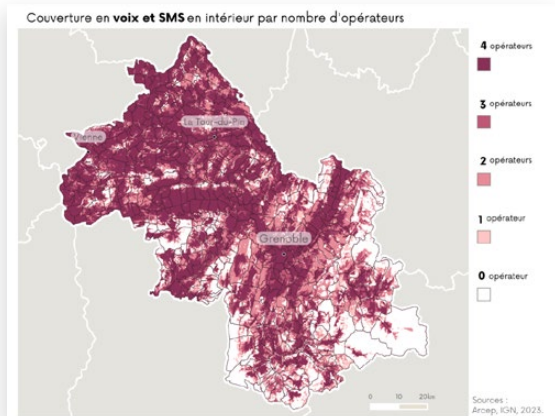 Couverture en voix et SMS en intérieur par nombre d'opérateurs
4 opérateurs
3 opérateurs
2 opérateurs
1 opérateur
0 opérateur
Vienne
La Tour-du-Pin
Grenoble
0 10 20km
Sources :
Arcep, IGN, 2023.